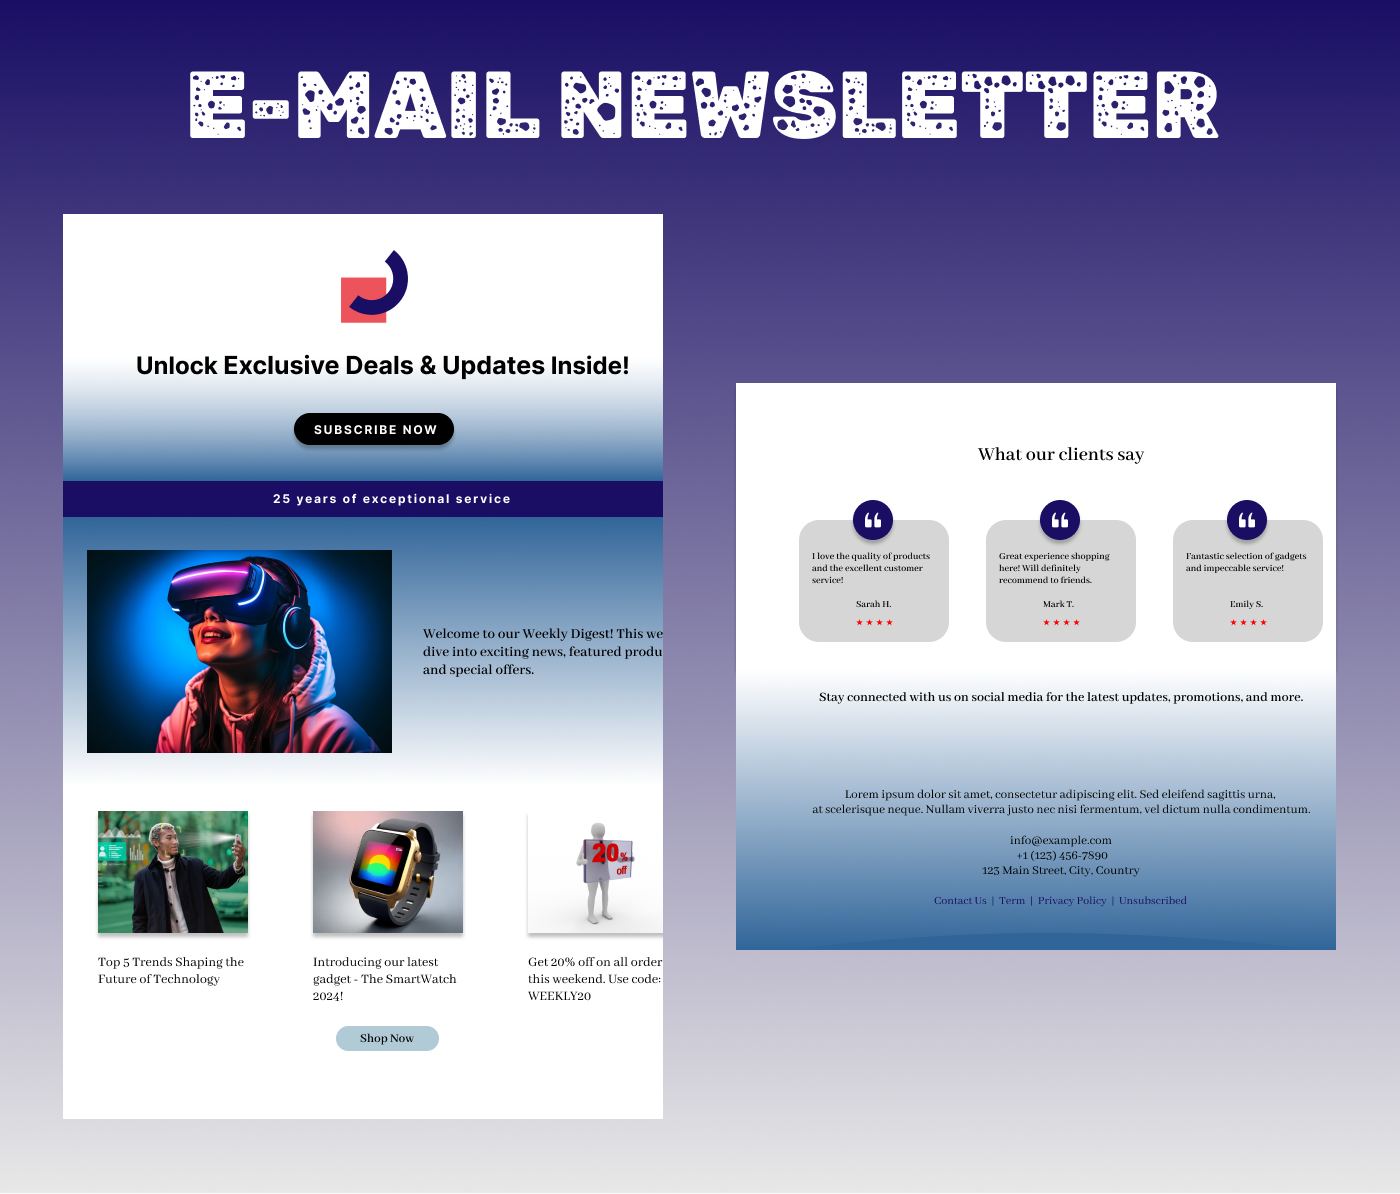 E-MAIL NEWSLETTER
Unlock Exclusive Deals & Updates Inside!
SUBSCRIBE NOW
25 years of exceptional service
Welcome to our Weekly Digest! This we
dive into exciting news, featured produ
and special offers.
20% off
Top 5 Trends Shaping the
Future of Technology
Introducing our latest
gadget - The SmartWatch
2024!
Get 20% off on all order
this weekend. Use code:
WEEKLY20
Shop Now
What our clients say
I love the quality of products
and the excellent customer
service!
Sarah H.
Great experience shopping
here! Will definitely
recommend to friends.
Mark T.
Fantastic selection of gadgets
and impeccable service!
Emily S.
Stay connected with us on social media for the latest updates, promotions, and more.
Lorem ipsum dolor sit amet, consectetur adipiscing elit. Sed eleifend sagittis urna,
at scelerisque neque. Nullam viverra justo nec nisi fermentum, vel dictum nulla condimentum.
info@example.com
+1 (123) 456-7890
123 Main Street, City, Country
Contact Us | Term | Privacy Policy | Unsubscribed